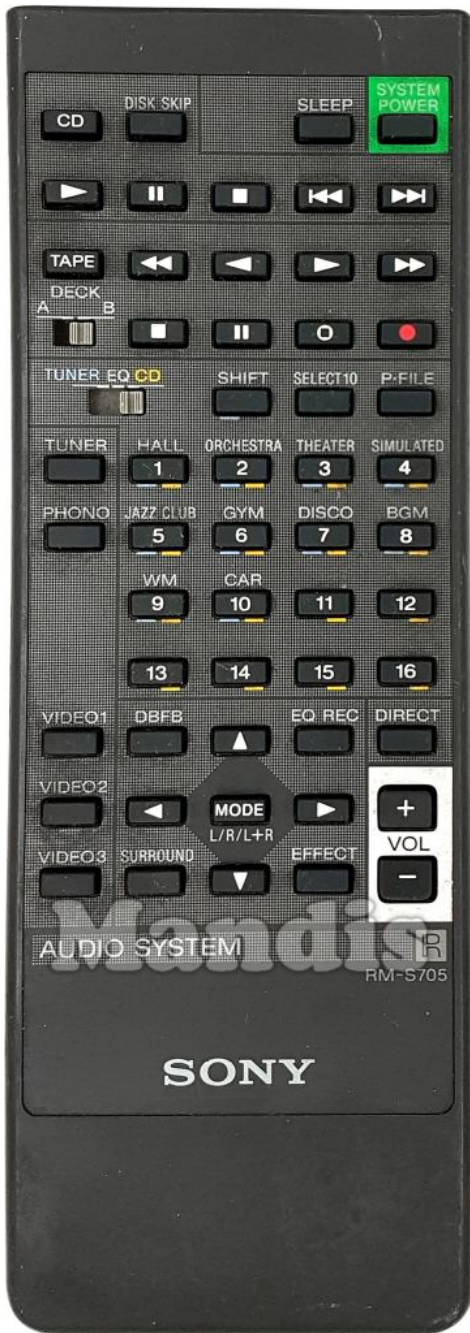 SYSTEM
DISK SKIP SLEEP POWER
CD
TAPE
DECK
A B
TUNER EQ CD SHIFT SELECT10 P·FILE
TUNER HALL ORCHESTRA THEATER SIMULATED
1 2 3 4
PHONO JAZZ CLUB GYM DISCO BGM
5 6 7 8
WM CAR
9 10 11 12
13 14 15 16
VIDEO1 DBFB EQ REC DIRECT
VIDEO2
MODE +
L/R/L+R VOL
VIDEO3 SURROUND EFFECT
−
Mandis
AUDIO SYSTEM R
RM-S705
SONY